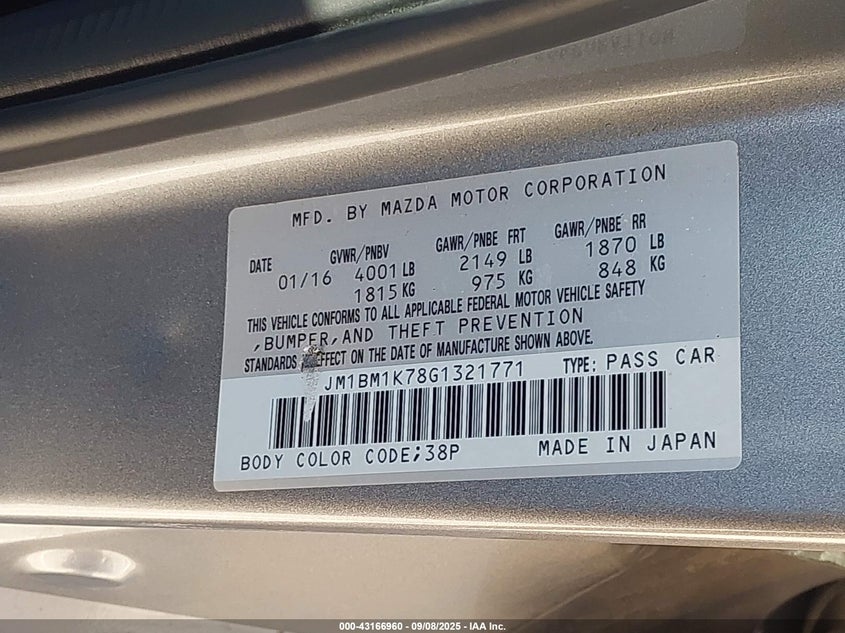 MFD. BY MAZDA MOTOR CORPORATION
DATE GVWR/PNBV GAWR/PNBE FRT GAWR/PNBE RR
01/16 4001 LB 2149 LB 1870 LB
1815 KG 975 KG 848 KG
THIS VEHICLE CONFORMS TO ALL APPLICABLE FEDERAL MOTOR VEHICLE SAFETY
,BUMPER,AND THEFT PREVENTION
STANDARDS EFFECT ON THE DATE OF MANUFACTURE SHOWN ABOVE.
JM1BM1K78G1321771 TYPE: PASS CAR
BODY COLOR CODE;38P MADE IN JAPAN
000-43166960 - 09/08/2025 - IAA Inc.